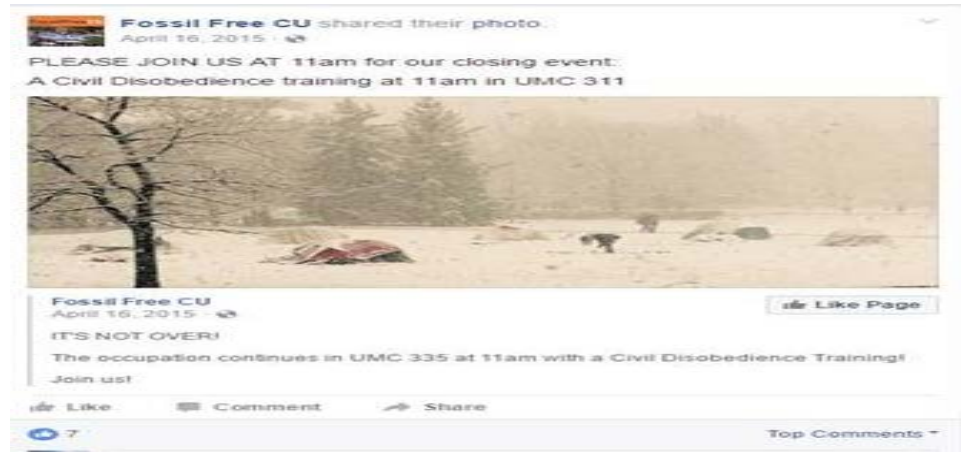 Fossil Free CU shared their photo.
April 16, 2015 ·
PLEASE JOIN US AT 11am for our closing event:
A Civil Disobedience training at 11am in UMC 311
Fossil Free CU
April 16, 2015 ·
Like Page
IT'S NOT OVER!
The occupation continues in UMC 335 at 11am with a Civil Disobedience Training!
Join us!
Like Comment Share
7
Top Comments